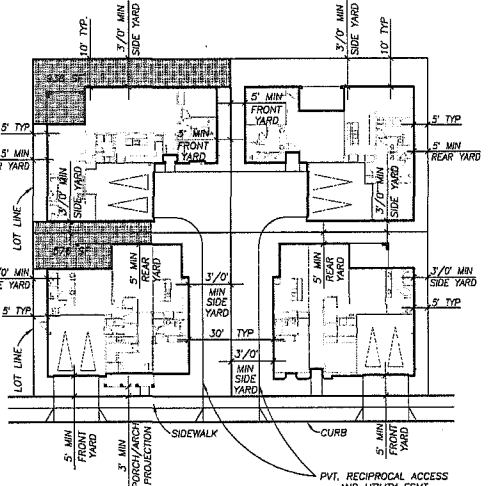 10' TYP.
3'/0' MIN
SIDE YARD
3'/0' MIN
SIDE YARD
10' TYP
5' MIN
FRONT
YARD
5' TYP
5' TYP
5' MIN
FRONT
YARD
5' MIN
REAR YARD
5' MIN
R YARD
3'/0' MIN
SIDE YARD
3'/0' MIN
SIDE YARD
LOT LINE
5' MIN
REAR
YARD
3'/0'
MIN
SIDE
YARD
5' MIN
REAR
YARD
3'/0' MIN
SIDE YARD
/0' MIN
E YARD
5' TYP.
5' TYP
30' TYP
3'/0'
MIN
SIDE
YARD
LOT LINE
5' MIN
FRONT
YARD
3' MIN
PORCH/ARCH
PROJECTION
SIDEWALK
CURB
5' MIN
FRONT
YARD
PVT. RECIPROCAL ACCESS
AND UTILITY ESMT